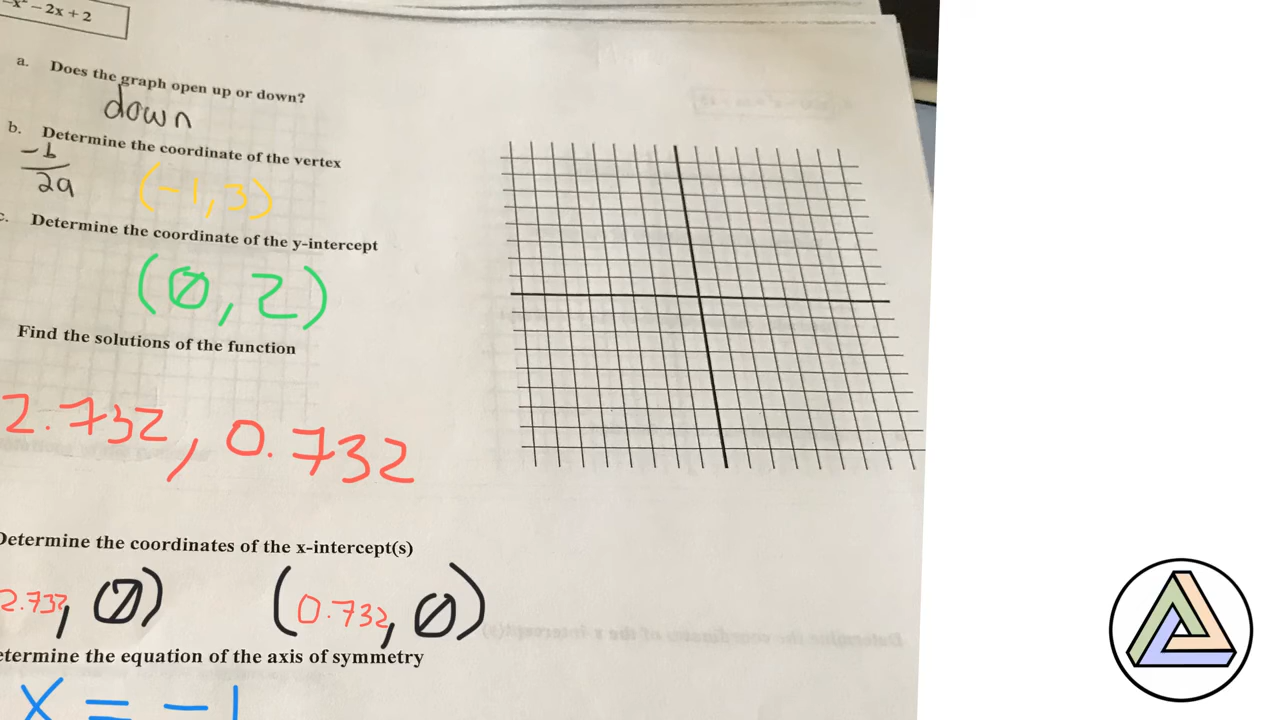 -x² - 2x + 2
a. Does the graph open up or down?
down
b. Determine the coordinate of the vertex
-b
2a
(-1, 3)
c. Determine the coordinate of the y-intercept
(0, 2)
Find the solutions of the function
2.732, 0.732
Determine the coordinates of the x-intercept(s)
2.732, 0) (0.732, 0)
etermine the equation of the axis of symmetry
x = -1